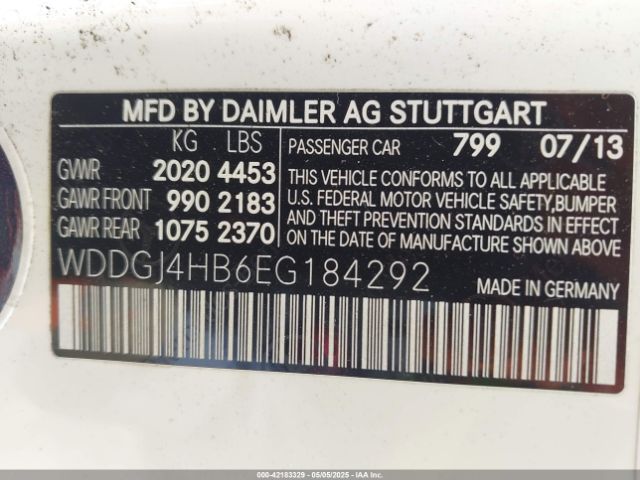 MFD BY DAIMLER AG STUTTGART
KG LBS
GVWR 2020 4453
GAWR FRONT 990 2183
GAWR REAR 1075 2370
PASSENGER CAR 799 07/13
THIS VEHICLE CONFORMS TO ALL APPLICABLE
U.S. FEDERAL MOTOR VEHICLE SAFETY,BUMPER
AND THEFT PREVENTION STANDARDS IN EFFECT
ON THE DATE OF MANUFACTURE SHOWN ABOVE.
WDDGJ4HB6EG184292
MADE IN GERMANY
000-42183329 - 05/05/2025 - IAADATA